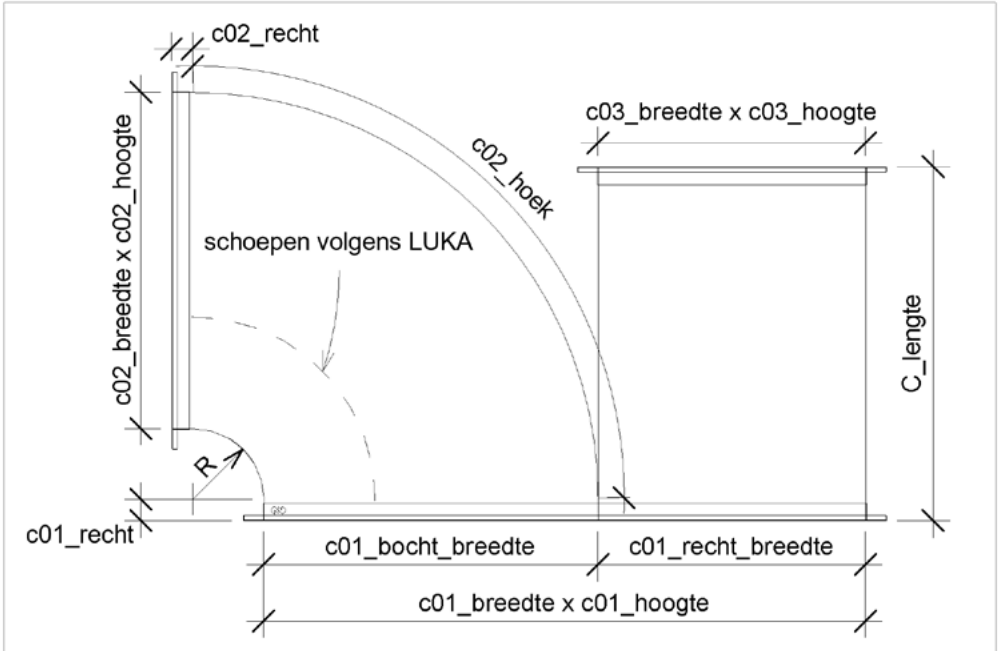 c02_recht
c03_breedte x c03_hoogte
c02_hoek
c02_breedte x c02_hoogte
schoepen volgens LUKA
C_lengte
R
c01_recht
c01_bocht_breedte
c01_recht_breedte
c01_breedte x c01_hoogte